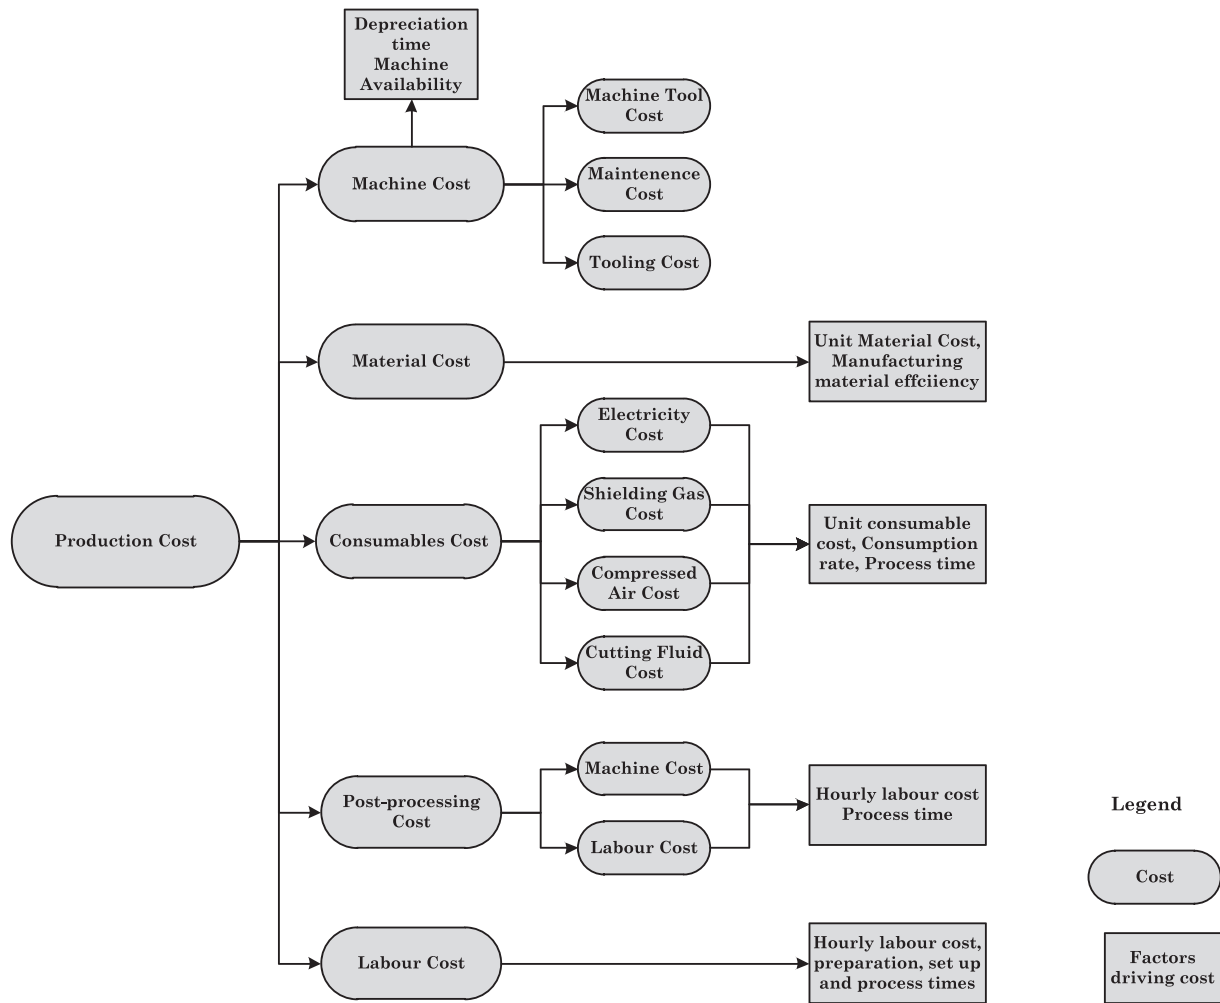 Depreciation
time
Machine
Availability
Machine Tool
Cost
Machine Cost
Maintenence
Cost
Tooling Cost
Material Cost
Unit Material Cost,
Manufacturing
material effciiency
Electricity
Cost
Shielding Gas
Cost
Production Cost
Consumables Cost
Unit consumable
cost, Consumption
rate, Process time
Compressed
Air Cost
Cutting Fluid
Cost
Post-processing
Cost
Machine Cost
Labour Cost
Hourly labour cost
Process time
Legend
Cost
Labour Cost
Hourly labour cost,
preparation, set up
and process times
Factors
driving cost